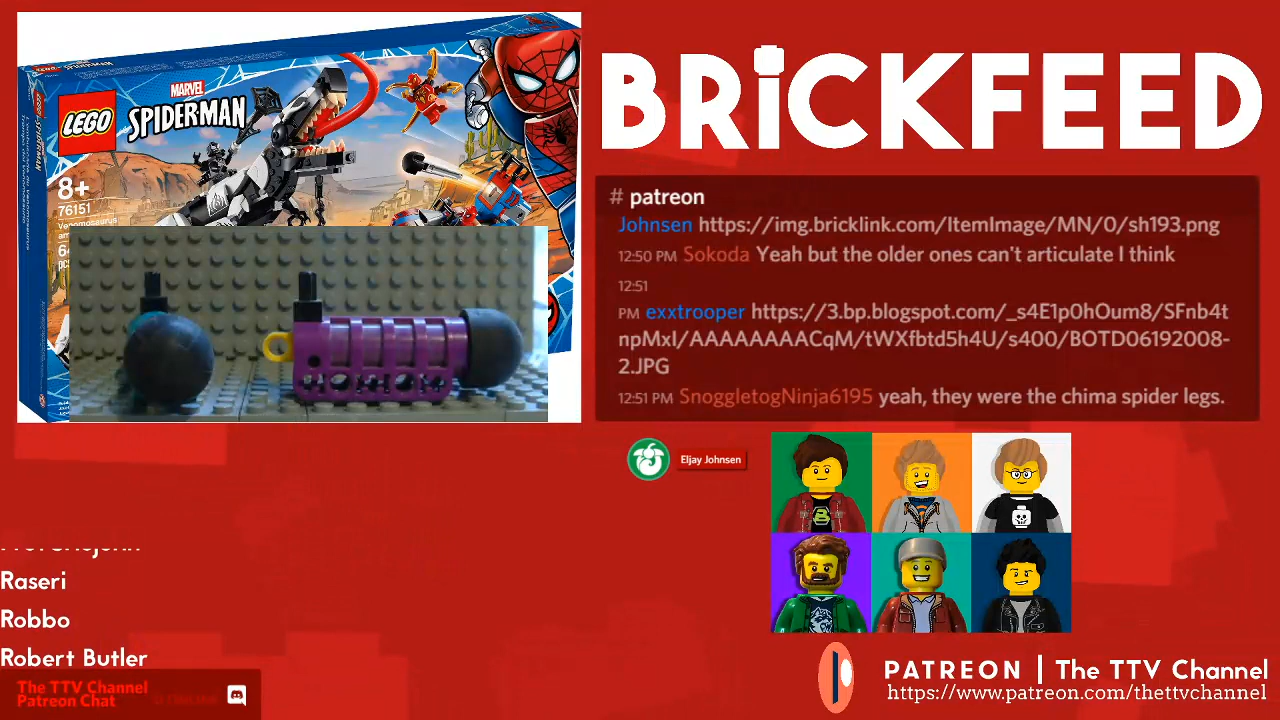 LEGO
MARVEL
SPIDERMAN
8+
76151
Venomosaurus
BRiCKFEED
# patreon
Johnsen https://img.bricklink.com/ItemImage/MN/0/sh193.png
12:50 PM Sokoda Yeah but the older ones can't articulate I think
12:51
PM exxtrooper https://3.bp.blogspot.com/_s4E1p0hOum8/SFnb4t
npMxI/AAAAAAAACqM/tWXfbtd5h4U/s400/BOTD06192008-
2.JPG
12:51 PM SnoggletogNinja6195 yeah, they were the chima spider legs.
Eljay Johnsen
Raseri
Robbo
Robert Butler
The TTV Channel
Patreon Chat
PATREON | The TTV Channel
https://www.patreon.com/thettvchannel